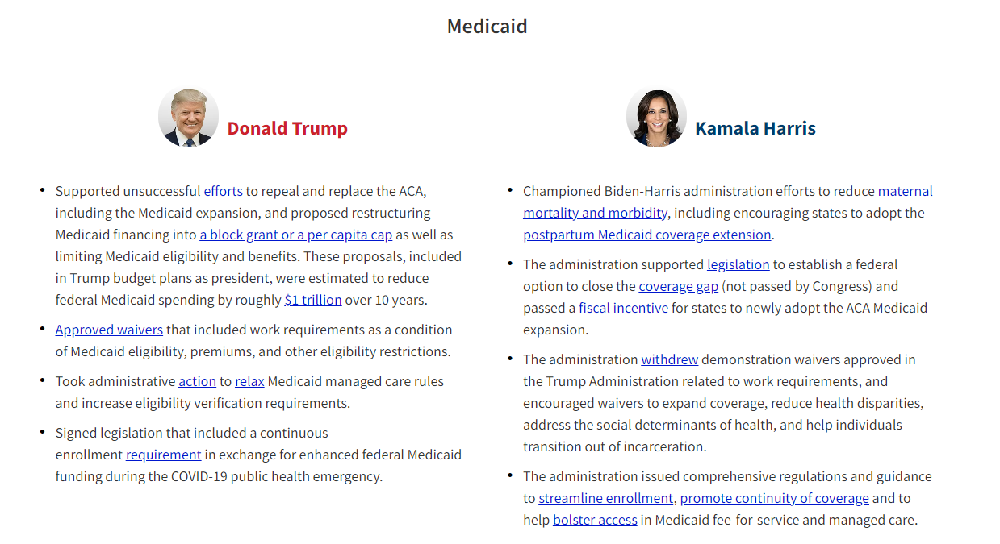 Medicaid
Donald Trump
Supported unsuccessful efforts to repeal and replace the ACA,
including the Medicaid expansion, and proposed restructuring
Medicaid financing into a block grant or a per capita cap as well as
limiting Medicaid eligibility and benefits. These proposals, included
in Trump budget plans as president, were estimated to reduce
federal Medicaid spending by roughly $1 trillion over 10 years.
Approved waivers that included work requirements as a condition
of Medicaid eligibility, premiums, and other eligibility restrictions.
Took administrative action to relax Medicaid managed care rules
and increase eligibility verification requirements.
Signed legislation that included a continuous
enrollment requirement in exchange for enhanced federal Medicaid
funding during the COVID-19 public health emergency.
Kamala Harris
Championed Biden-Harris administration efforts to reduce maternal
mortality and morbidity, including encouraging states to adopt the
postpartum Medicaid coverage extension.
The administration supported legislation to establish a federal
option to close the coverage gap (not passed by Congress) and
passed a fiscal incentive for states to newly adopt the ACA Medicaid
expansion.
The administration withdrew demonstration waivers approved in
the Trump Administration related to work requirements, and
encouraged waivers to expand coverage, reduce health disparities,
address the social determinants of health, and help individuals
transition out of incarceration.
The administration issued comprehensive regulations and guidance
to streamline enrollment, promote continuity of coverage and to
help bolster access in Medicaid fee-for-service and managed care.